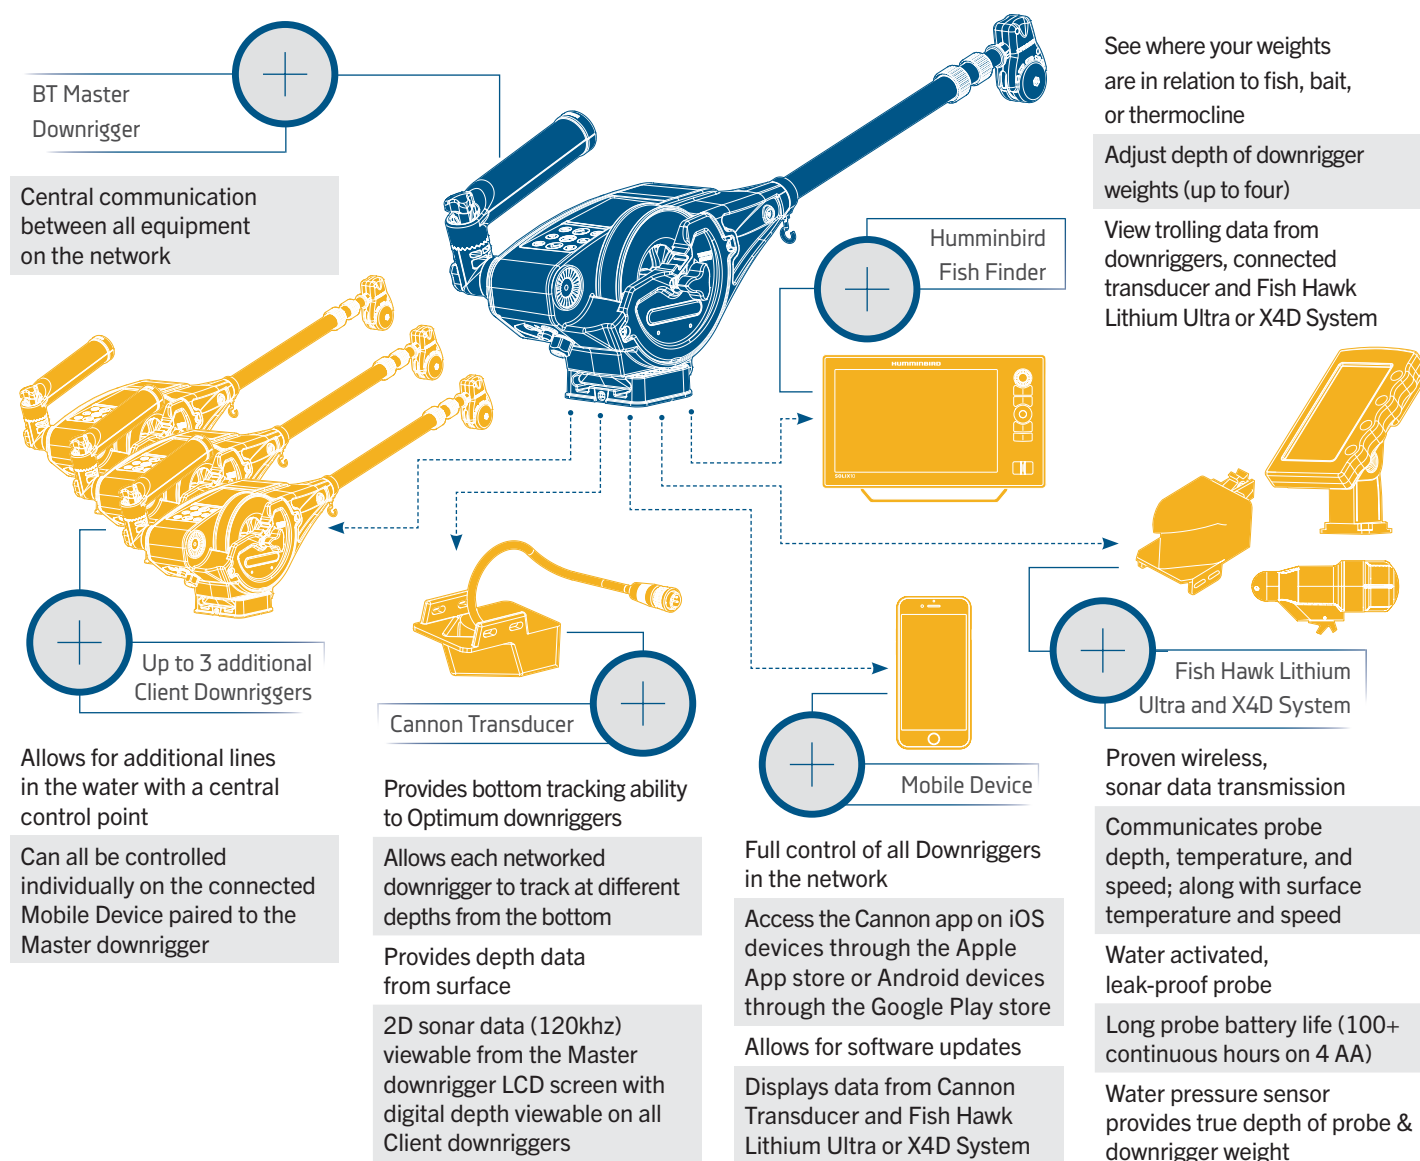 BT Master
Downrigger
Central communication
between all equipment
on the network
Humminbird
Fish Finder
See where your weights
are in relation to fish, bait,
or thermocline
Adjust depth of downrigger
weights (up to four)
View trolling data from
downriggers, connected
transducer and Fish Hawk
Lithium Ultra or X4D System
HUMMINBIRD
SOLIX10
Up to 3 additional
Client Downriggers
Allows for additional lines
in the water with a central
control point
Can all be controlled
individually on the connected
Mobile Device paired to the
Master downrigger
Cannon Transducer
Provides bottom tracking ability
to Optimum downriggers
Allows each networked
downrigger to track at different
depths from the bottom
Provides depth data
from surface
2D sonar data (120khz)
viewable from the Master
downrigger LCD screen with
digital depth viewable on all
Client downriggers
Mobile Device
Full control of all Downriggers
in the network
Access the Cannon app on iOS
devices through the Apple
App store or Android devices
through the Google Play store
Allows for software updates
Displays data from Cannon
Transducer and Fish Hawk
Lithium Ultra or X4D System
Fish Hawk Lithium
Ultra and X4D System
Proven wireless,
sonar data transmission
Communicates probe
depth, temperature, and
speed; along with surface
temperature and speed
Water activated,
leak-proof probe
Long probe battery life (100+
continuous hours on 4 AA)
Water pressure sensor
provides true depth of probe &
downrigger weight